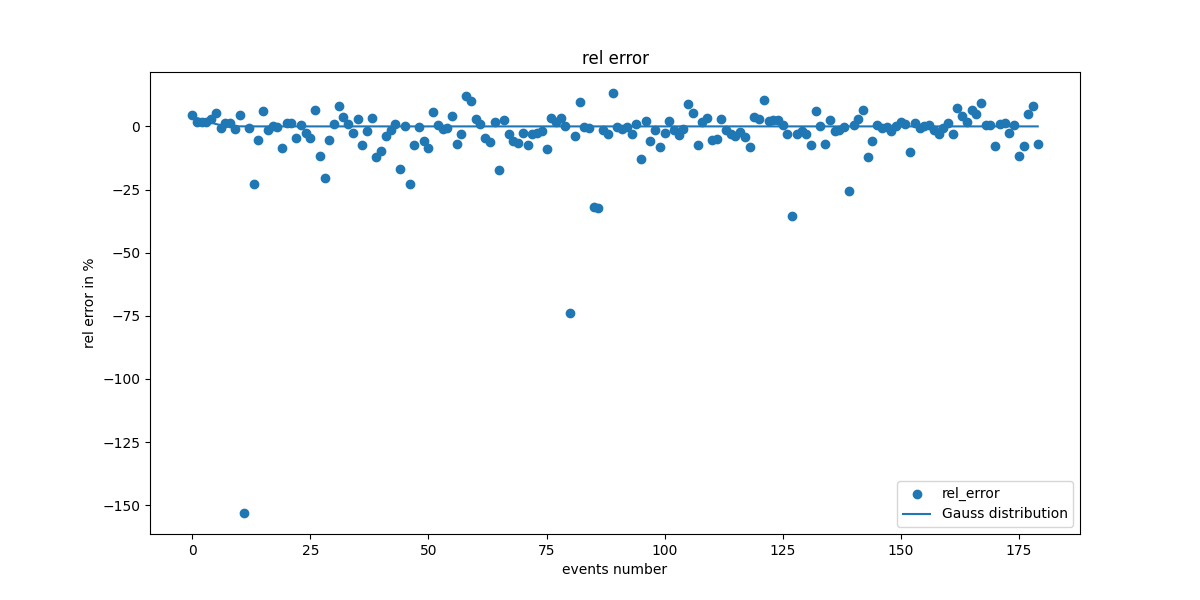 rel error
0
−25
−50
−75
−100
−125
−150
rel error in %
0 25 50 75 100 125 150 175
events number
rel_error
Gauss distribution